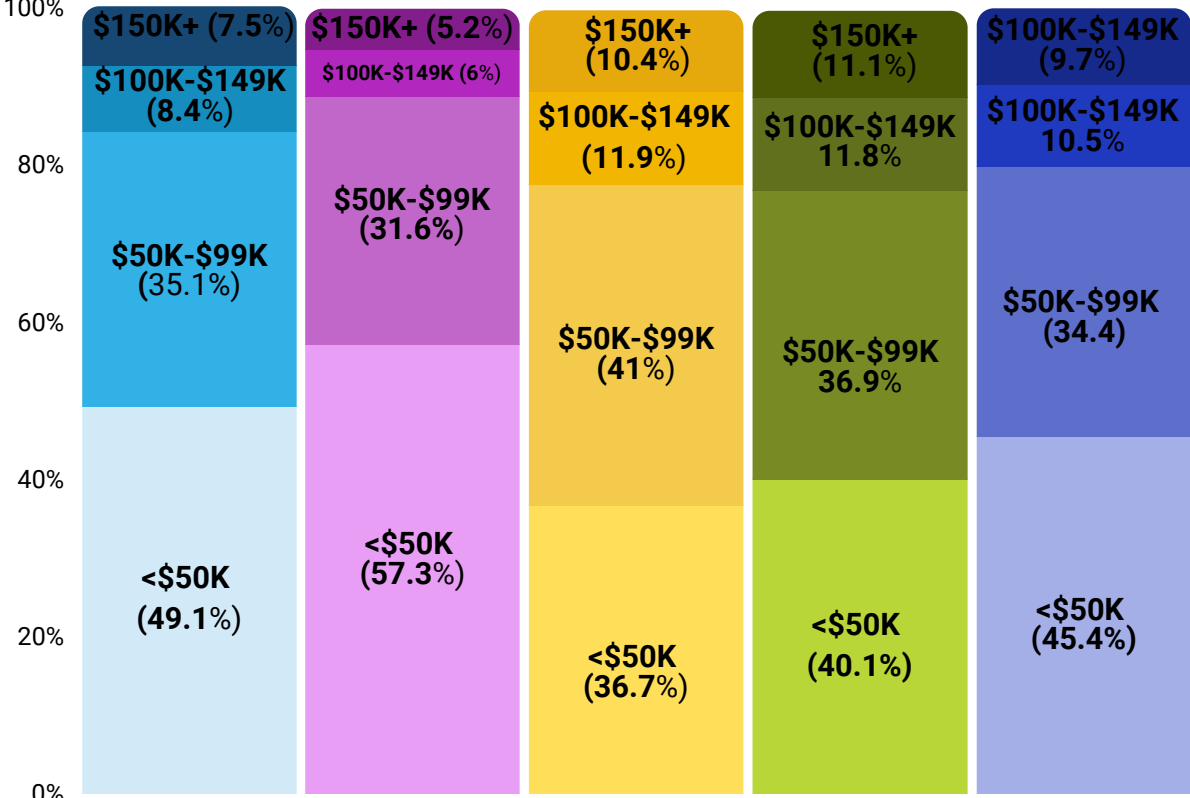 100%
80%
60%
40%
20%
0%
$150K+ (7.5%)
$100K-$149K
(8.4%)
$50K-$99K
(35.1%)
<$50K
(49.1%)
$150K+ (5.2%)
$100K-$149K (6%)
$50K-$99K
(31.6%)
<$50K
(57.3%)
$150K+
(10.4%)
$100K-$149K
(11.9%)
$50K-$99K
(41%)
<$50K
(36.7%)
$150K+
(11.1%)
$100K-$149K
11.8%
$50K-$99K
36.9%
<$50K
(40.1%)
$100K-$149K
(9.7%)
$100K-$149K
10.5%
$50K-$99K
(34.4)
<$50K
(45.4%)